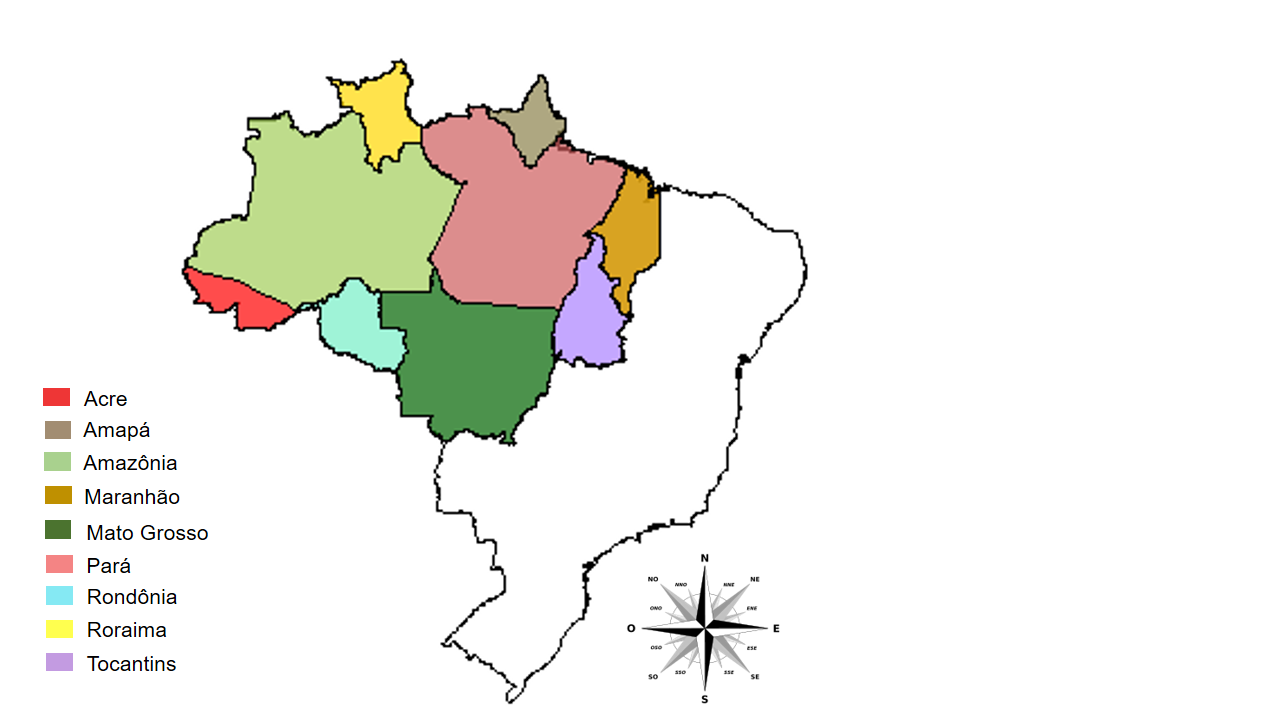 Acre
Amapá
Amazônia
Maranhão
Mato Grosso
Pará
Rondônia
Roraima
Tocantins
N
NO NNO NNE NE
ONO ENE
O E
OSO ESE
SO SSO SSE SE
S